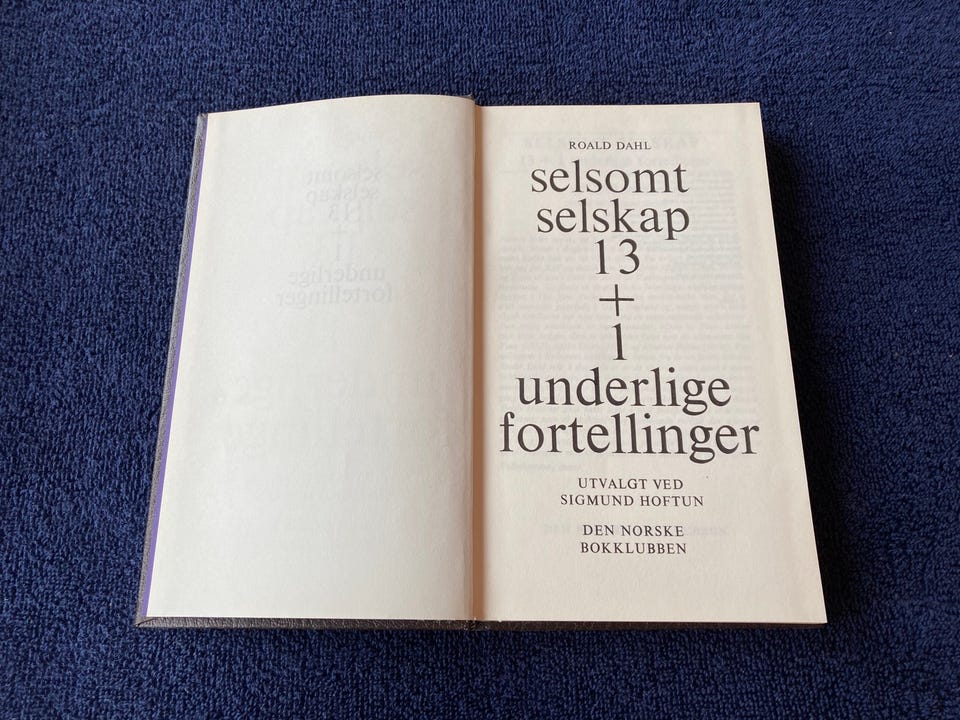 ROALD DAHL
selsomt
selskap
13
+
1
underlige
fortellinger
UTVALGT VED
SIGMUND HOFTUN
DEN NORSKE
BOKKLUBBEN